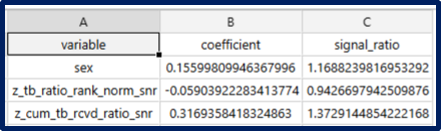 A B C
variable coefficient signal_ratio
sex 0.15599809946367996 1.1688239816953292
z_tb_ratio_rank_norm_snr -0.05903922283413774 0.9426697942509876
z_cum_tb_rcvd_ratio_snr 0.3169358418324863 1.3729144854222168